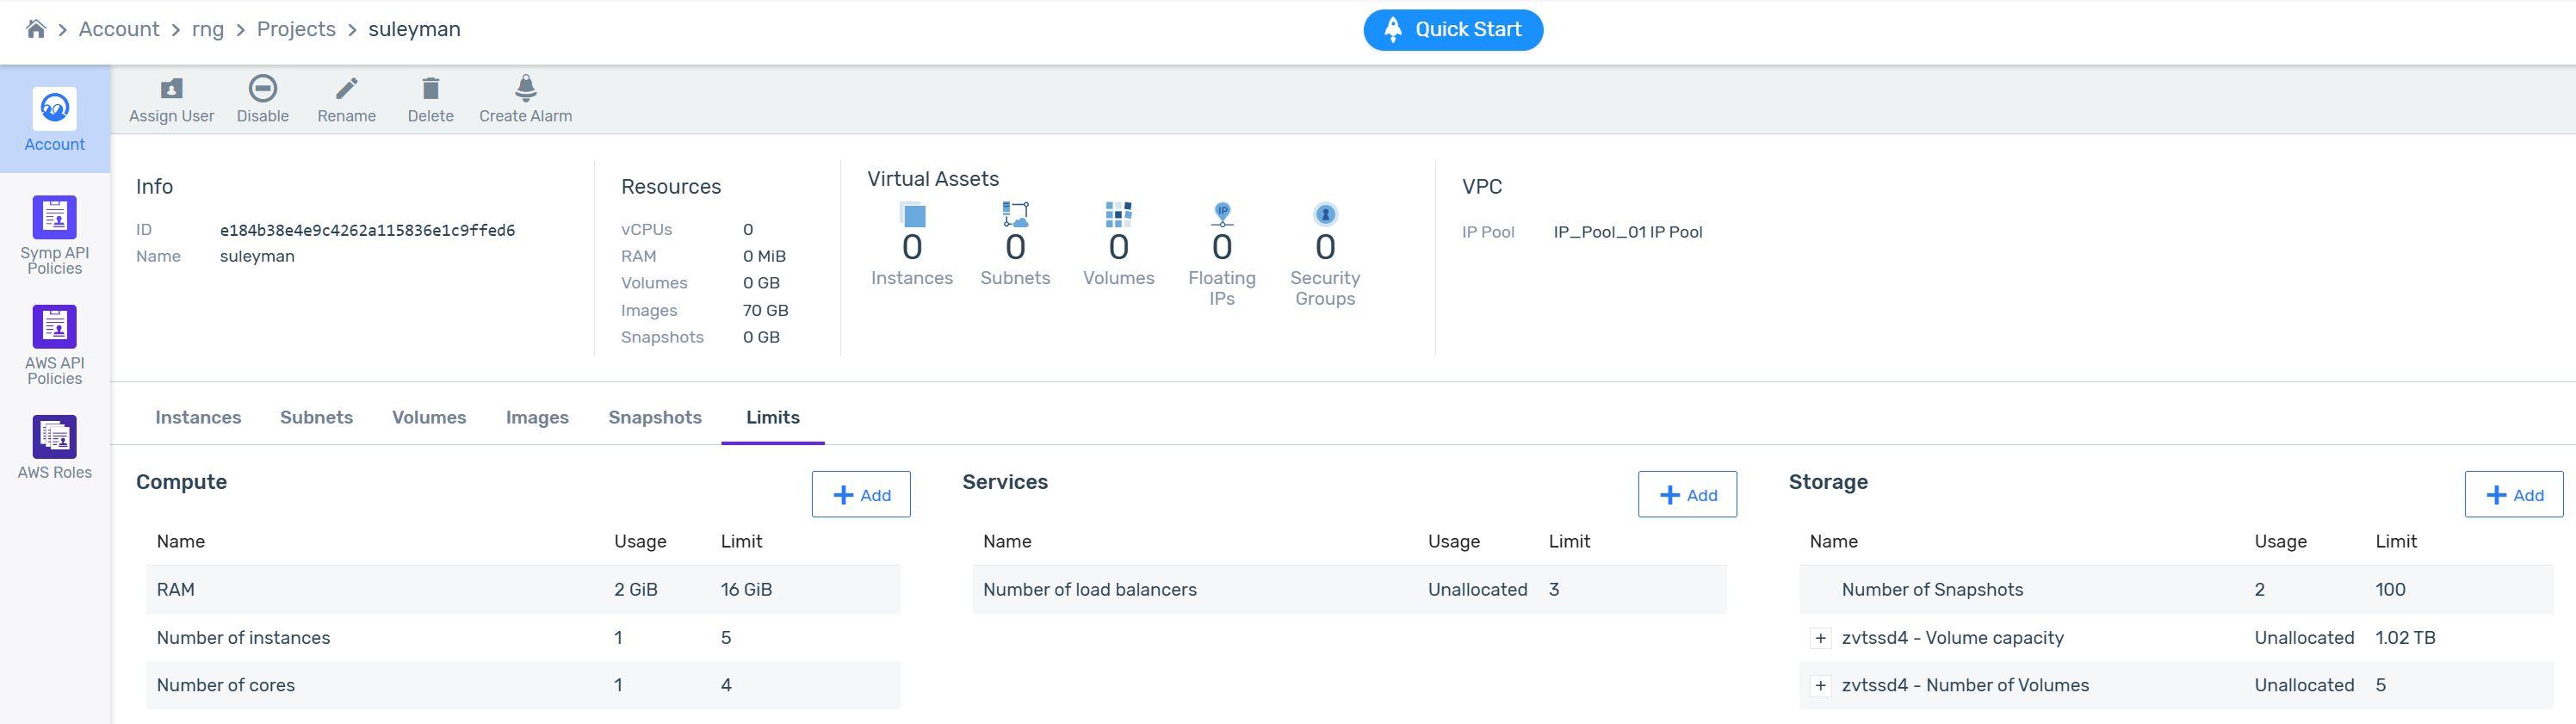 Account > rng > Projects > suleyman
Quick Start
Account
Symp API
Policies
AWS API
Policies
AWS Roles
Assign User Disable Rename Delete Create Alarm
Info
ID e184b38e4e9c4262a115836e1c9ffed6
Name suleyman
Resources
vCPUs 0
RAM 0 MiB
Volumes 0 GB
Images 70 GB
Snapshots 0 GB
Virtual Assets
IP
0 0 0 0 0
Instances Subnets Volumes Floating IPs Security Groups
VPC
IP Pool IP_Pool_01 IP Pool
Instances Subnets Volumes Images Snapshots Limits
Compute
+ Add
Name Usage Limit
RAM 2 GiB 16 GiB
Number of instances 1 5
Number of cores 1 4
Services
+ Add
Name Usage Limit
Number of load balancers Unallocated 3
Storage
+ Add
Name Usage Limit
Number of Snapshots 2 100
+ zvtssd4 - Volume capacity Unallocated 1.02 TB
+ zvtssd4 - Number of Volumes Unallocated 5